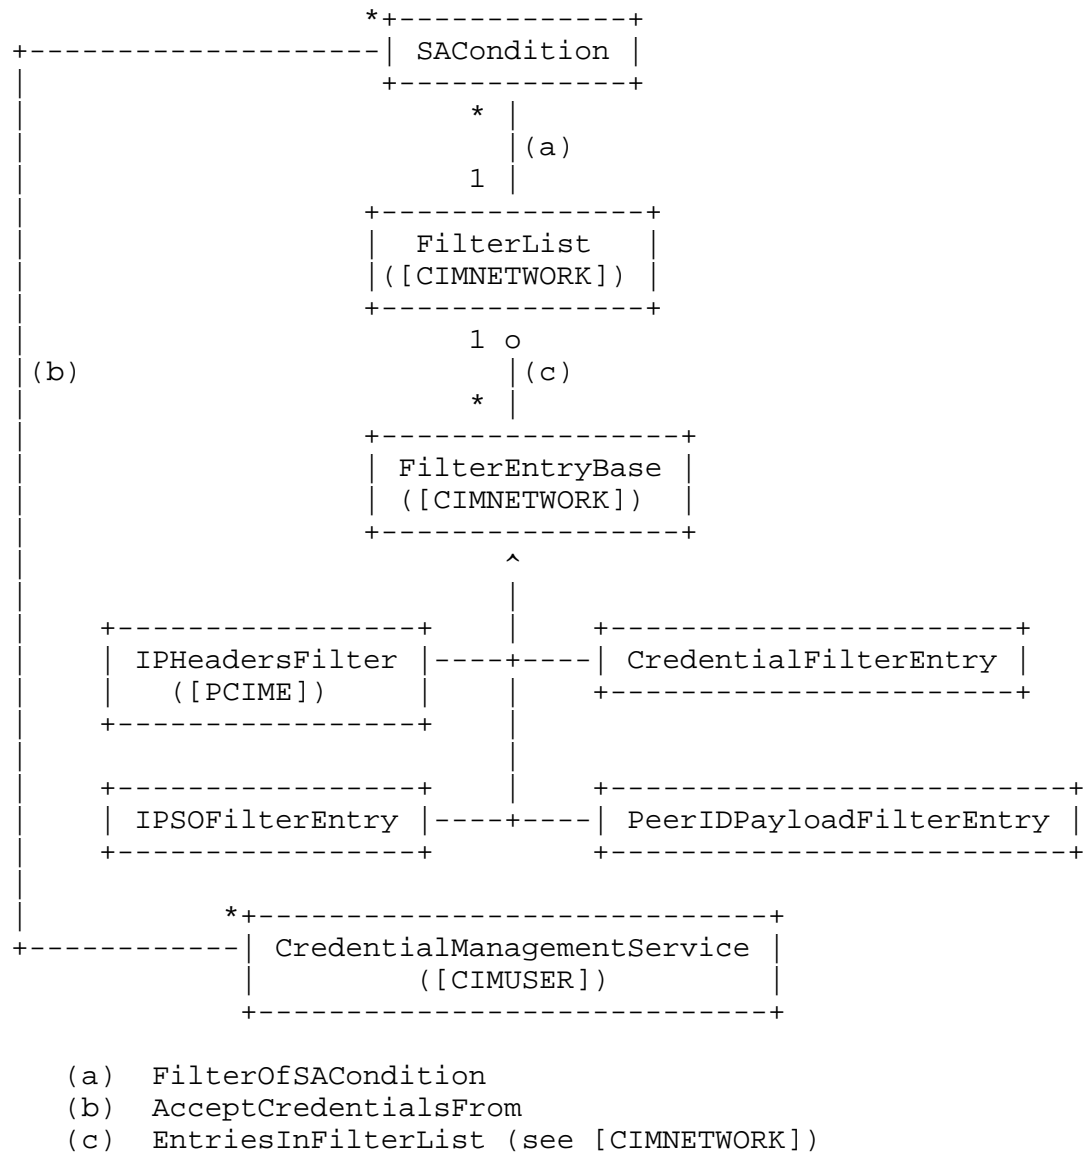 *
SACondition
*
(a)
1
FilterList
([CIMNETWORK])
1 o
(b) (c)
*
FilterEntryBase
([CIMNETWORK])
^
IPHeadersFilter CredentialFilterEntry
([PCIME])
IPSOFilterEntry PeerIDPayloadFilterEntry
*
CredentialManagementService
([CIMUSER])
(a) FilterOfSACondition
(b) AcceptCredentialsFrom
(c) EntriesInFilterList (see [CIMNETWORK])